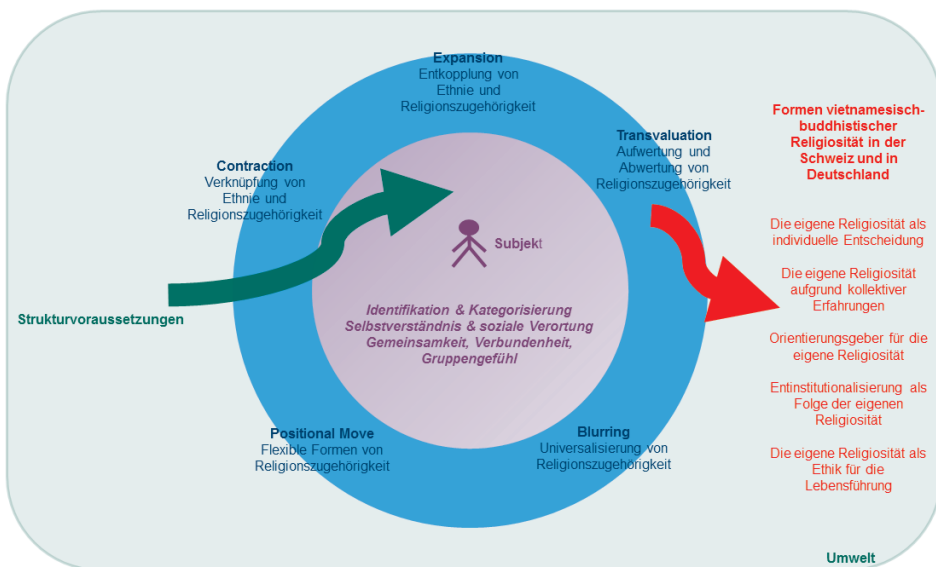 Expansion
Entkopplung von
Ethnie und
Religionszugehörigkeit
Contraction
Verknüpfung von
Ethnie und
Religionszugehörigkeit
Transvaluation
Aufwertung und
Abwertung von
Religionszugehörigkeit
Subjekt
Identifikation & Kategorisierung
Selbstverständnis & soziale Verortung
Gemeinsamkeit, Verbundenheit,
Gruppengefühl
Strukturvoraussetzungen
Positional Move
Flexible Formen von
Religionszugehörigkeit
Blurring
Universalisierung von
Religionszugehörigkeit
Formen vietnamesisch-
buddhistischer
Religiosität in der
Schweiz und in
Deutschland
Die eigene Religiosität als
individuelle Entscheidung
Die eigene Religiosität
aufgrund kollektiver
Erfahrungen
Orientierungsgeber für die
eigene Religiosität
Entinstitutionalisierung als
Folge der eigenen
Religiosität
Die eigene Religiosität als
Ethik für die
Lebensführung
Umwelt